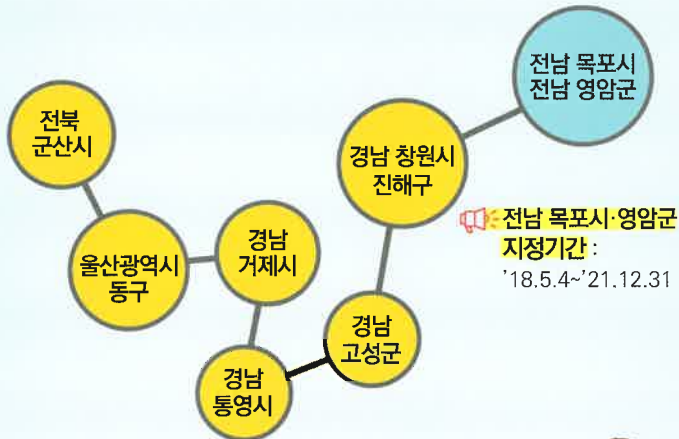 전북
군산시
울산광역시
동구
경남
거제시
경남
통영시
경남
고성군
경남 창원시
진해구
전남 목포시
전남 영암군
전남 목포시·영암군
지정기간 :
'18.5.4~'21.12.31